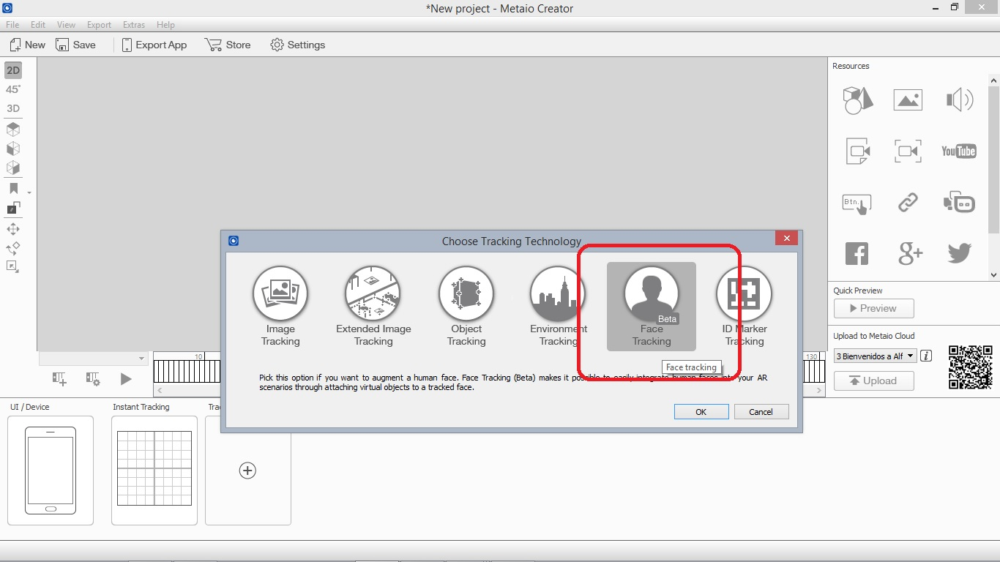 *New project - Metaio Creator
File Edit View Export Extras Help
New Save Export App Store Settings
2D
45°
3D
Resources
YouTube
Btn.
g+
Choose Tracking Technology
Image
Tracking
Extended Image
Tracking
Object
Tracking
Environment
Tracking
Beta
Face
Tracking
ID Marker
Tracking
Face tracking
Pick this option if you want to augment a human face. Face Tracking (Beta) makes it possible to easily integrate human faces into your AR
scenarios through attaching virtual objects to a tracked face.
OK Cancel
Quick Preview
Preview
Upload to Metaio Cloud
3 Bienvenidos a Alf
i
Upload
10 130
UI / Device
Instant Tracking
Trac